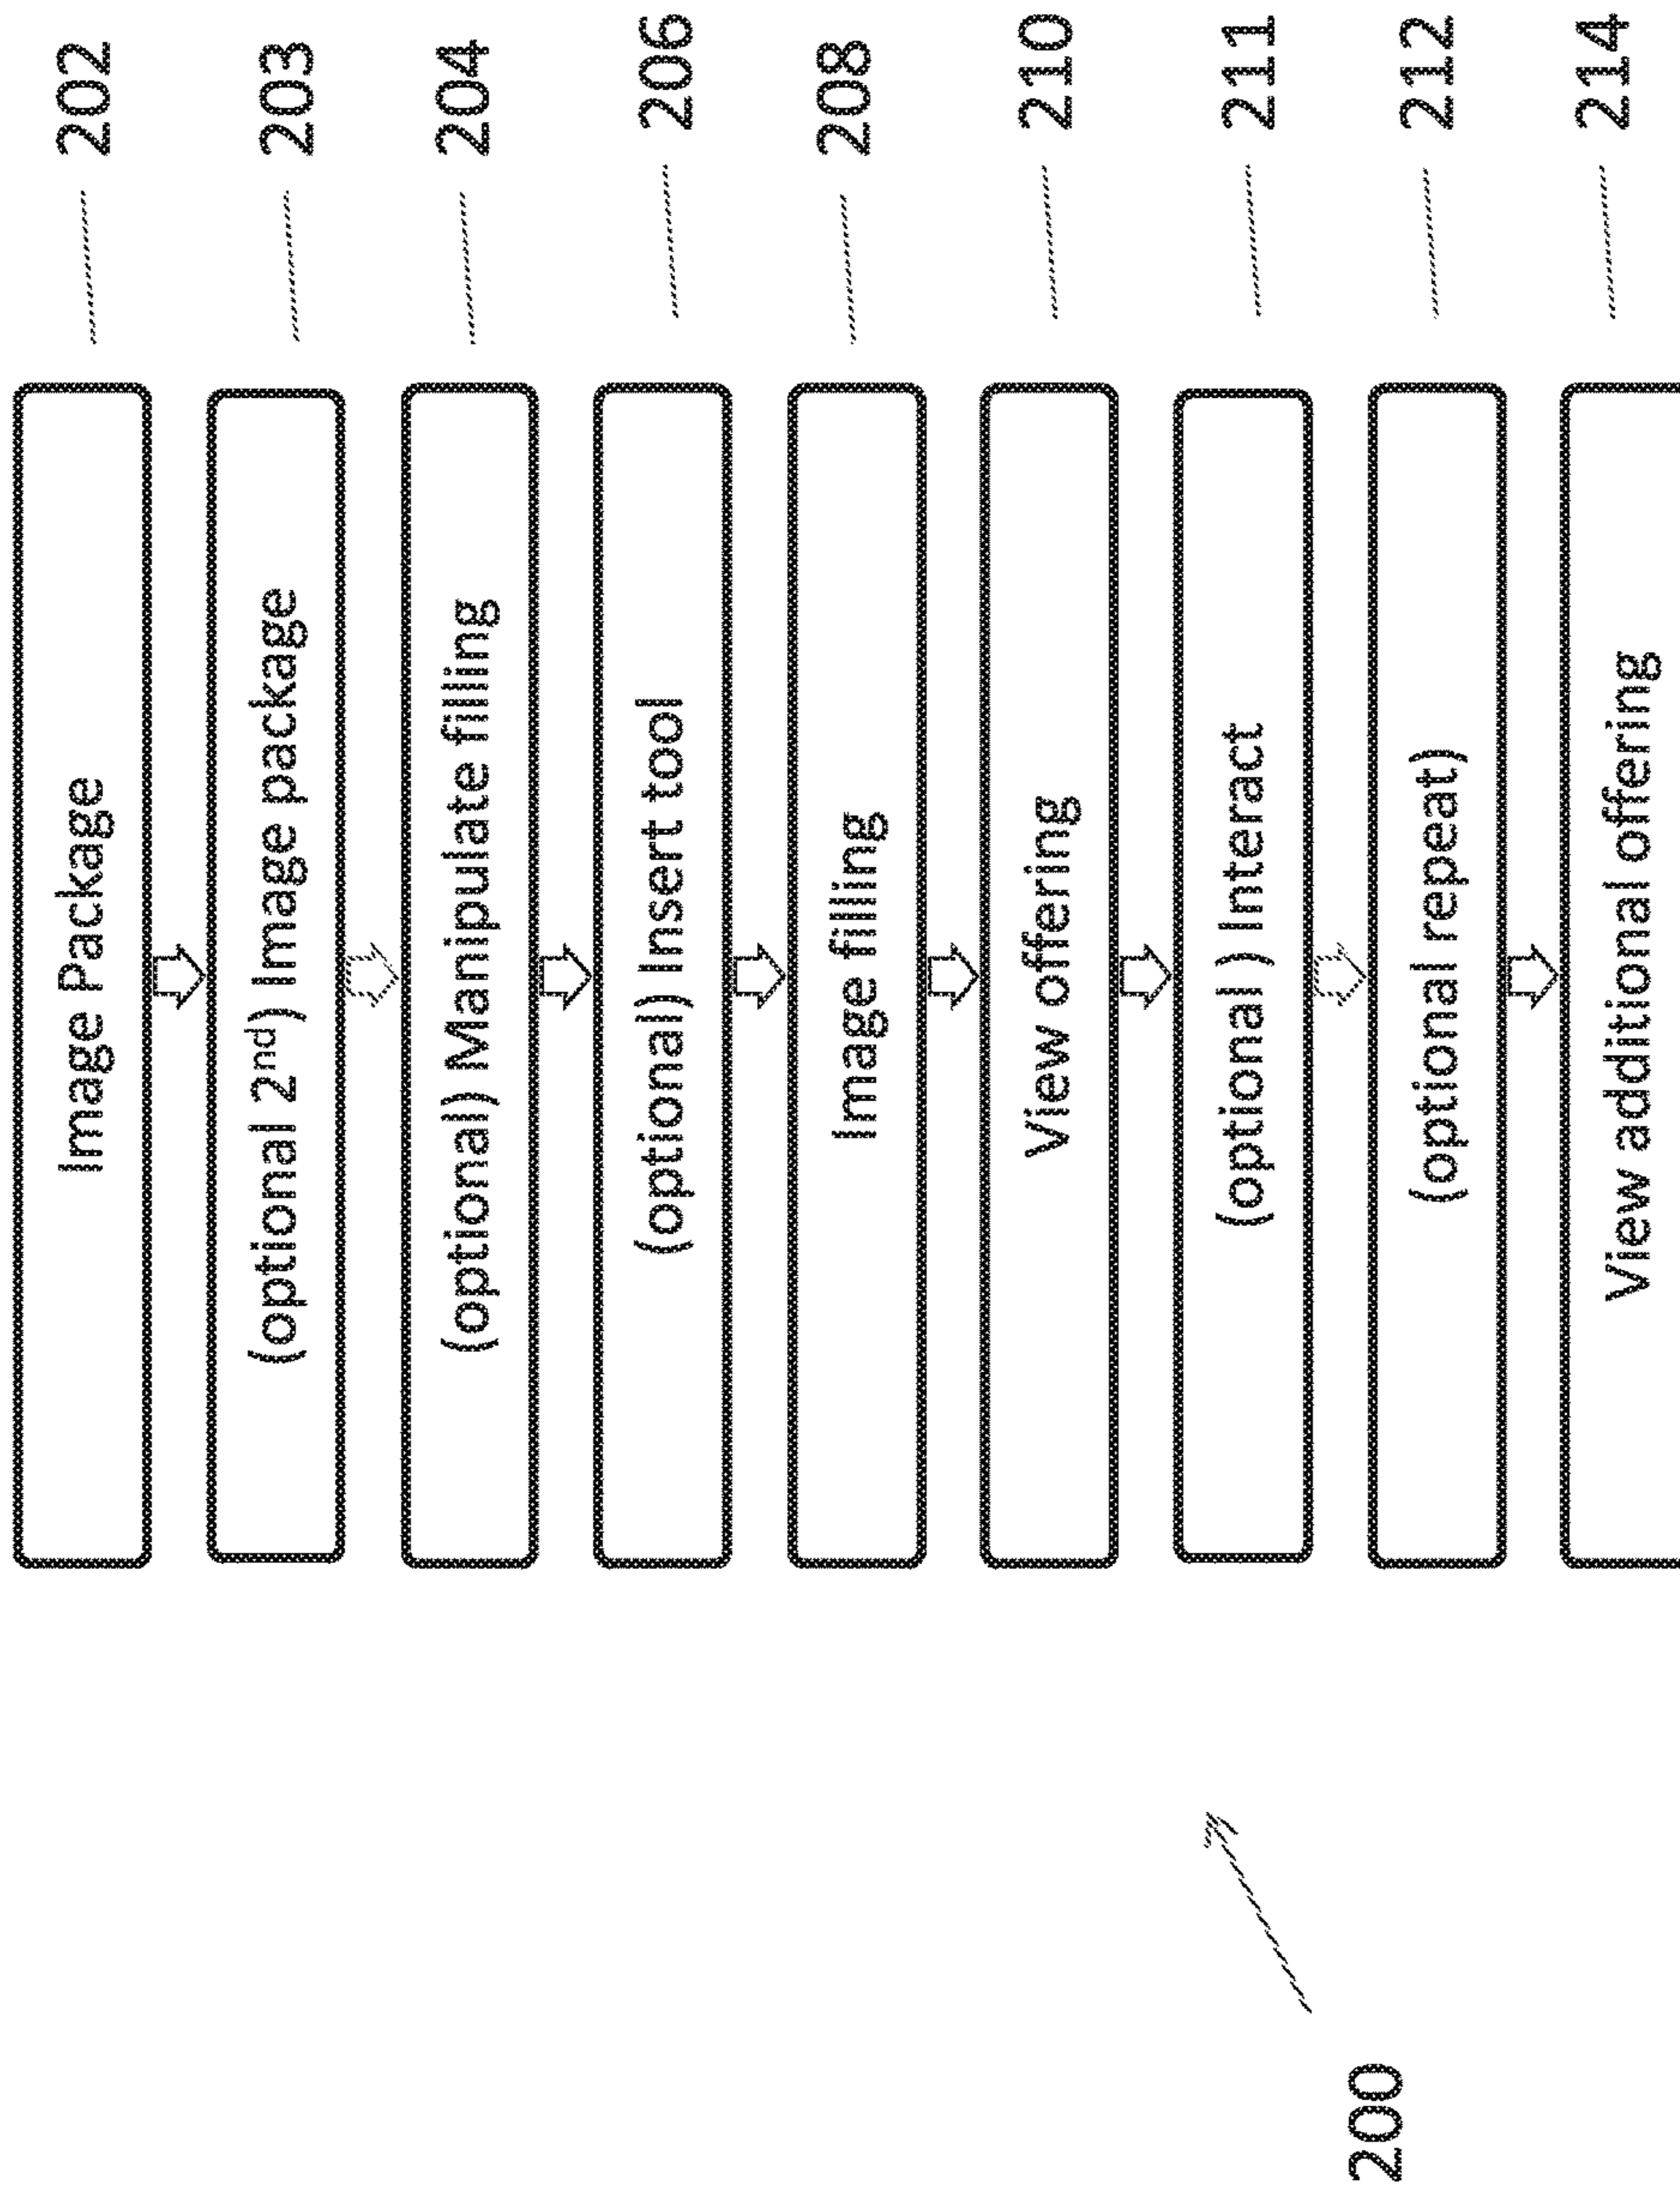 Image Package
202
(optional 2nd) Image package
203
(optional) Manipulate filling
204
(optional) Insert tool
206
Image filling
208
View offering
210
(optional ) Interact
211
(optional repeat)
212
View additional offering
214
200